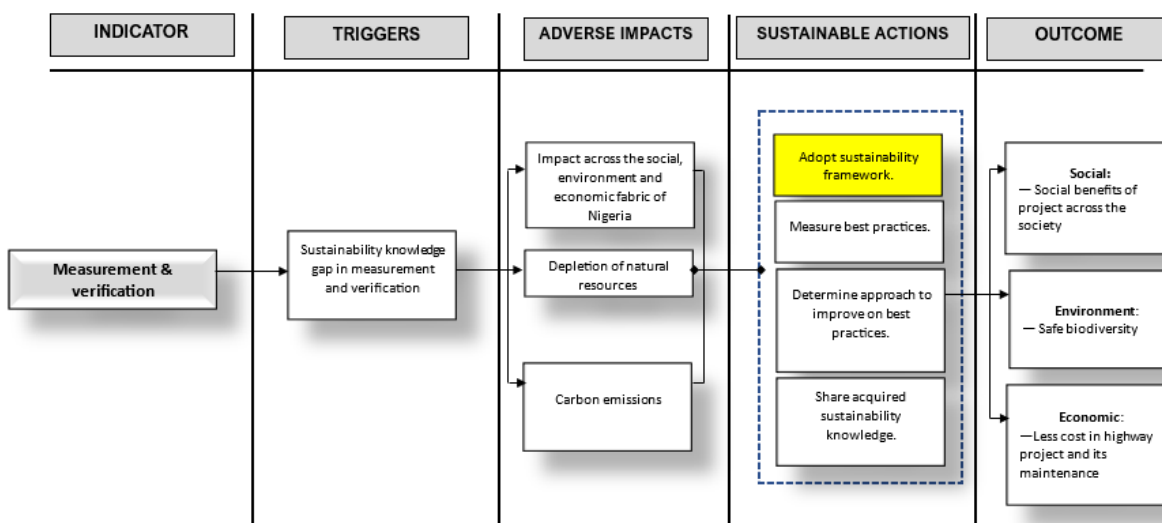 INDICATOR
TRIGGERS
ADVERSE IMPACTS
SUSTAINABLE ACTIONS
OUTCOME
Measurement &
verification
Sustainability knowledge
gap in measurement
and verification
Impact across the social,
environment and
economic fabric of
Nigeria
Depletion of natural
resources
Carbon emissions
Adopt sustainability
framework.
Measure best practices.
Determine approach to
improve on best
practices.
Share acquired
sustainability
knowledge.
Social:
— Social benefits of
project across the
society
Environment:
— Safe biodiversity
Economic:
—Less cost in highway
project and its
maintenance